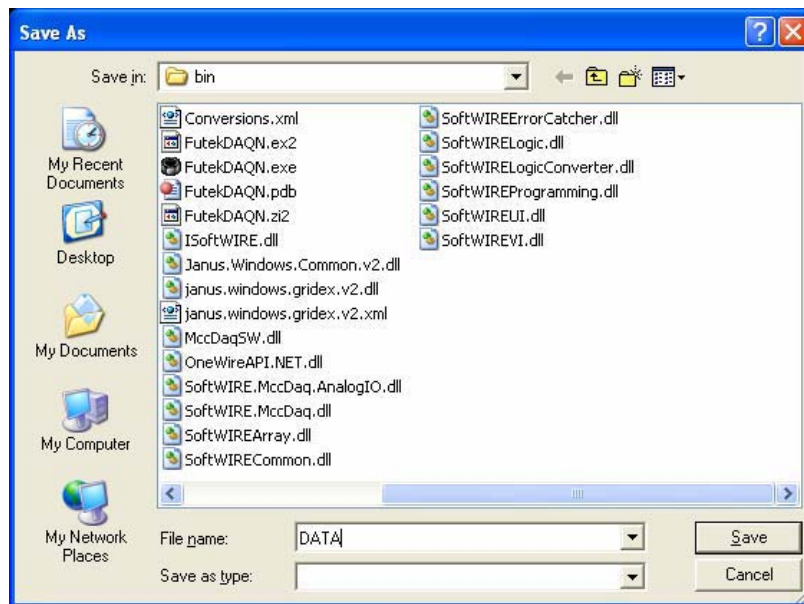 Save As
Save in:
bin
My Recent
Documents
Desktop
My Documents
My Computer
My Network
Places
Conversions.xml
FutekDAQN.ex2
FutekDAQN.exe
FutekDAQN.pdb
FutekDAQN.zi2
ISoftWIRE.dll
Janus.Windows.Common.v2.dll
janus.windows.gridex.v2.dll
janus.windows.gridex.v2.xml
MccDaqSW.dll
OneWireAPI.NET.dll
SoftWIRE.MccDaq.AnalogIO.dll
SoftWIRE.MccDaq.dll
SoftWIREArray.dll
SoftWIRECommon.dll
SoftWIREErrorCatcher.dll
SoftWIRELogic.dll
SoftWIRELogicConverter.dll
SoftWIREProgramming.dll
SoftWIREUI.dll
SoftWIREVI.dll
File name:
DATA
Save
Save as type:
Cancel